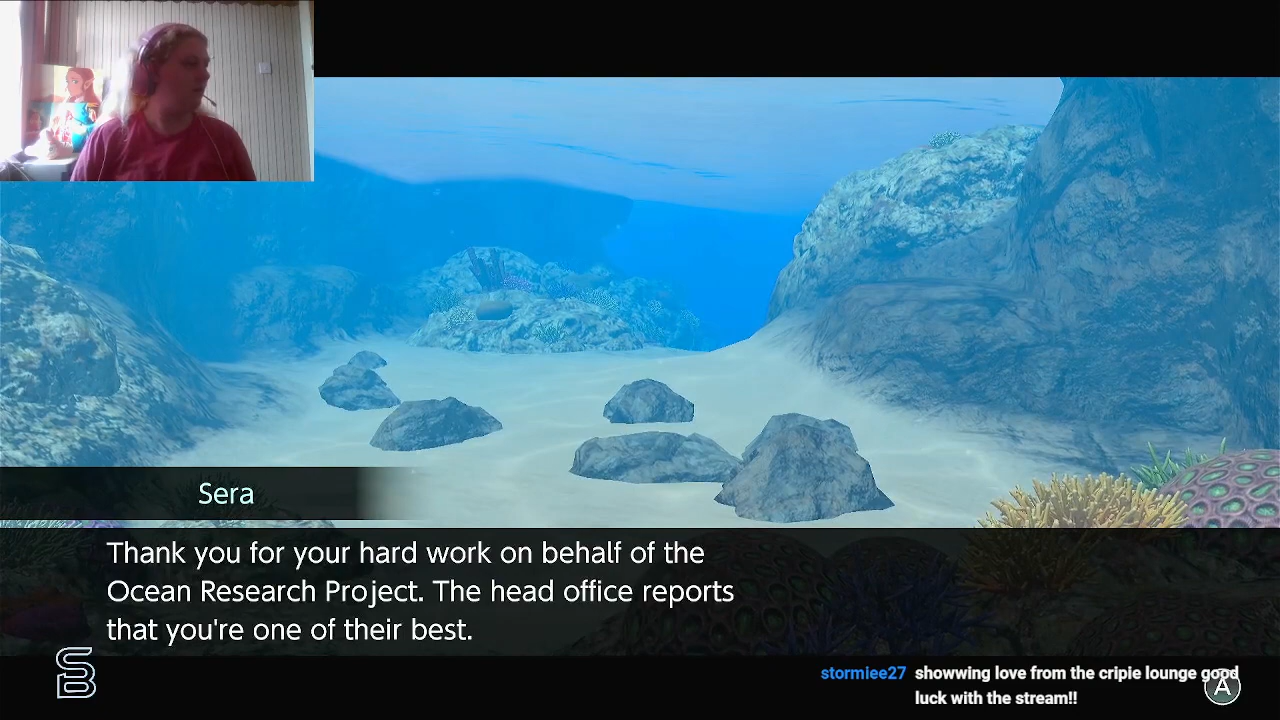 Sera
Thank you for your hard work on behalf of the
Ocean Research Project. The head office reports
that you're one of their best.
stormiee27 showwing love from the cripie lounge good
luck with the stream!!
A
SB